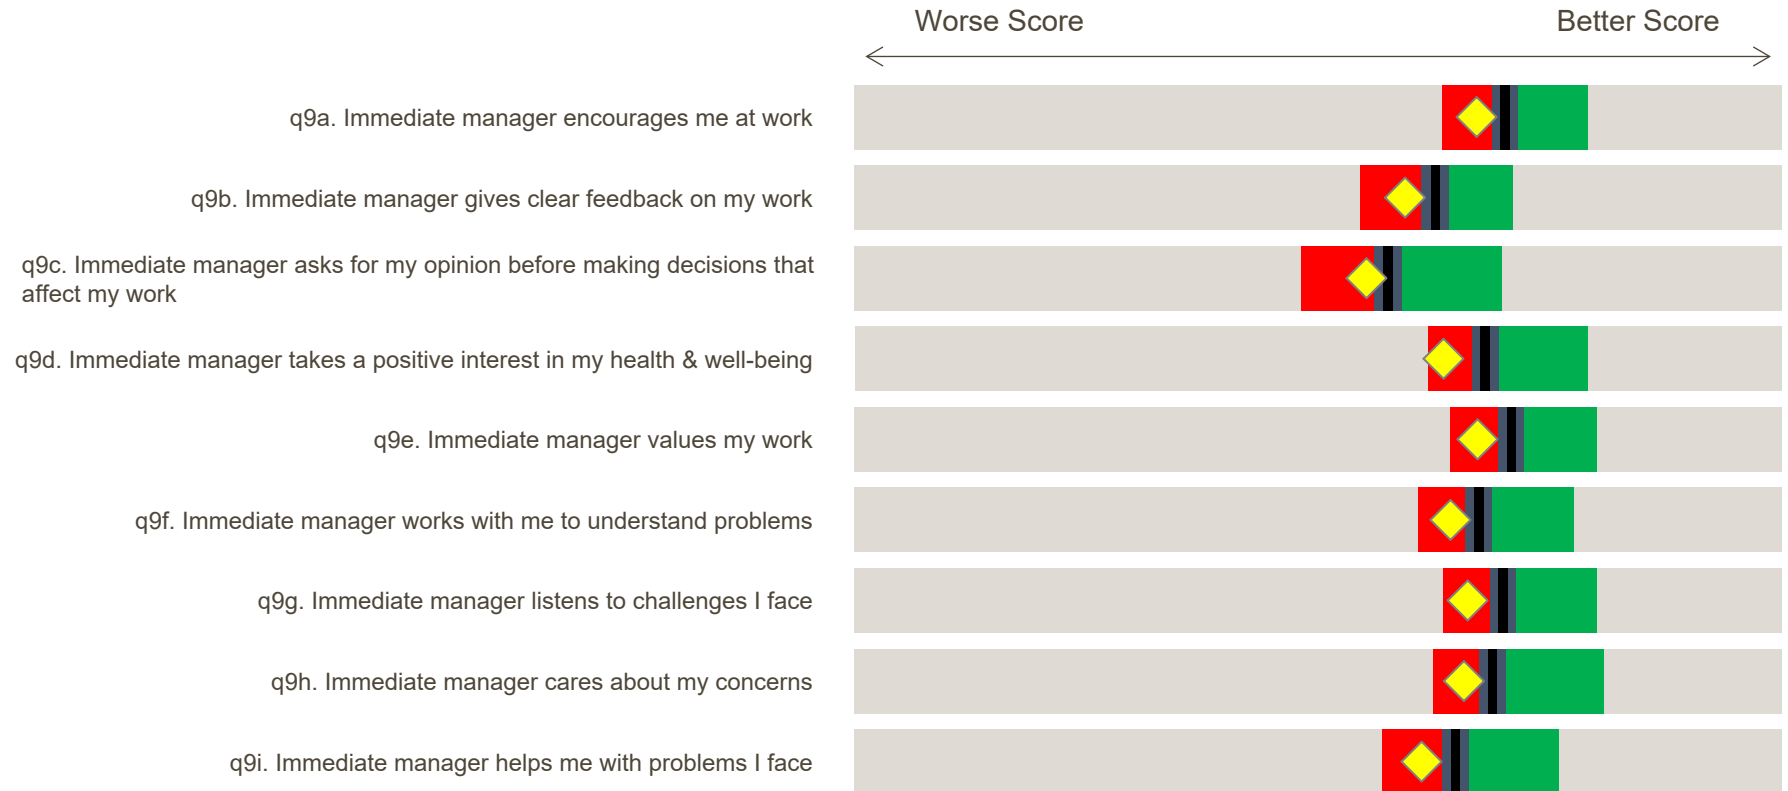 Worse Score
Better Score
q9a. Immediate manager encourages me at work
q9b. Immediate manager gives clear feedback on my work
q9c. Immediate manager asks for my opinion before making decisions that
affect my work
q9d. Immediate manager takes a positive interest in my health & well-being
q9e. Immediate manager values my work
q9f. Immediate manager works with me to understand problems
q9g. Immediate manager listens to challenges I face
q9h. Immediate manager cares about my concerns
q9i. Immediate manager helps me with problems I face